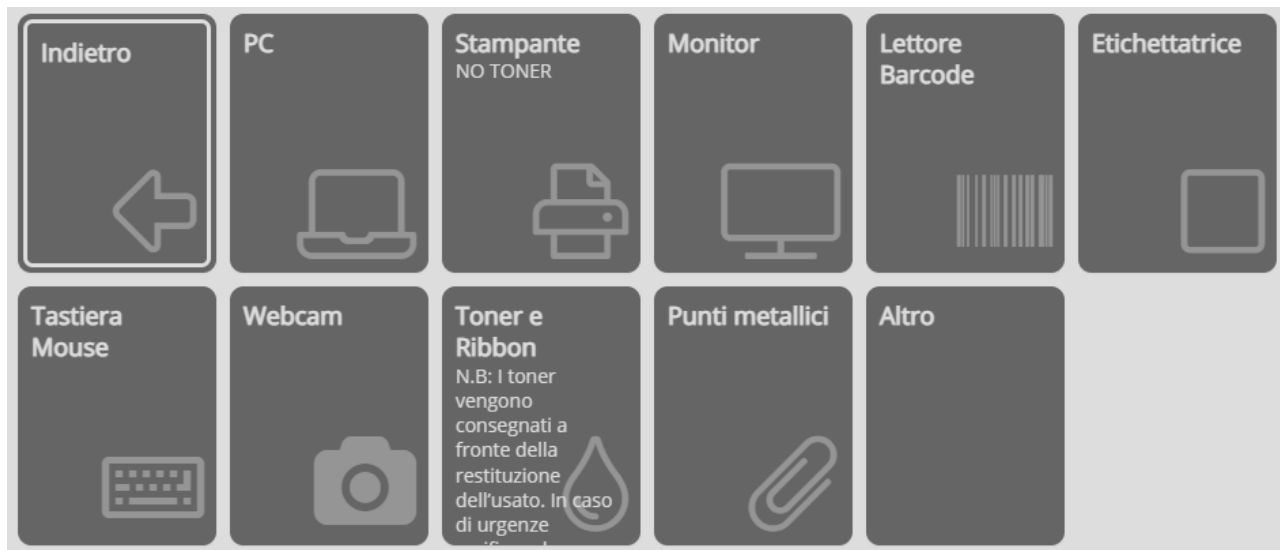 Indietro
PC
Stampante
NO TONER
Monitor
Lettore
Barcode
Etichettatrice
Tastiera
Mouse
Webcam
Toner e
Ribbon
N.B: I toner
vengono
consegnati a
fronte della
restituzione
dell'usato. In caso
di urgenze
Punti metallici
Altro